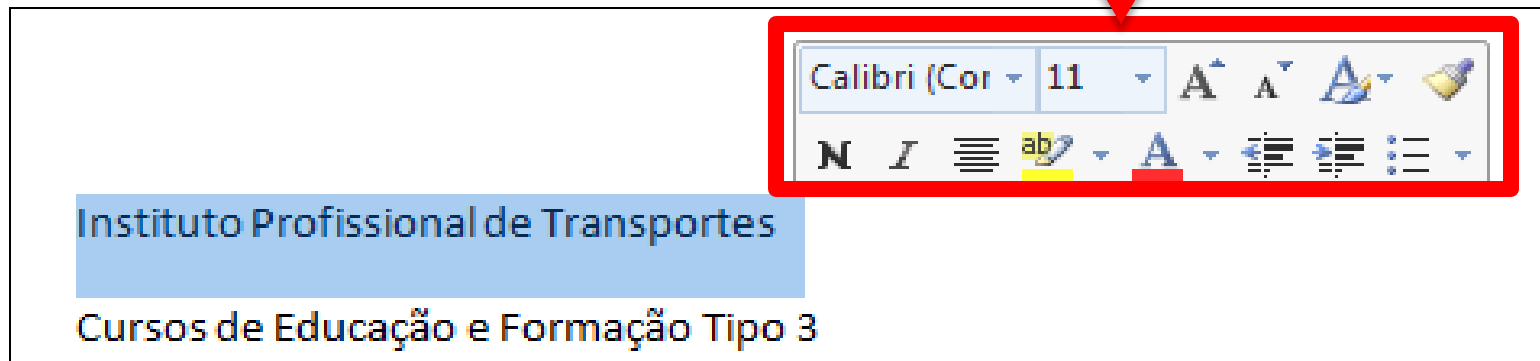 Calibri (Cor 11 A A A
N I ab A
Instituto Profissional de Transportes
Cursos de Educação e Formação Tipo 3